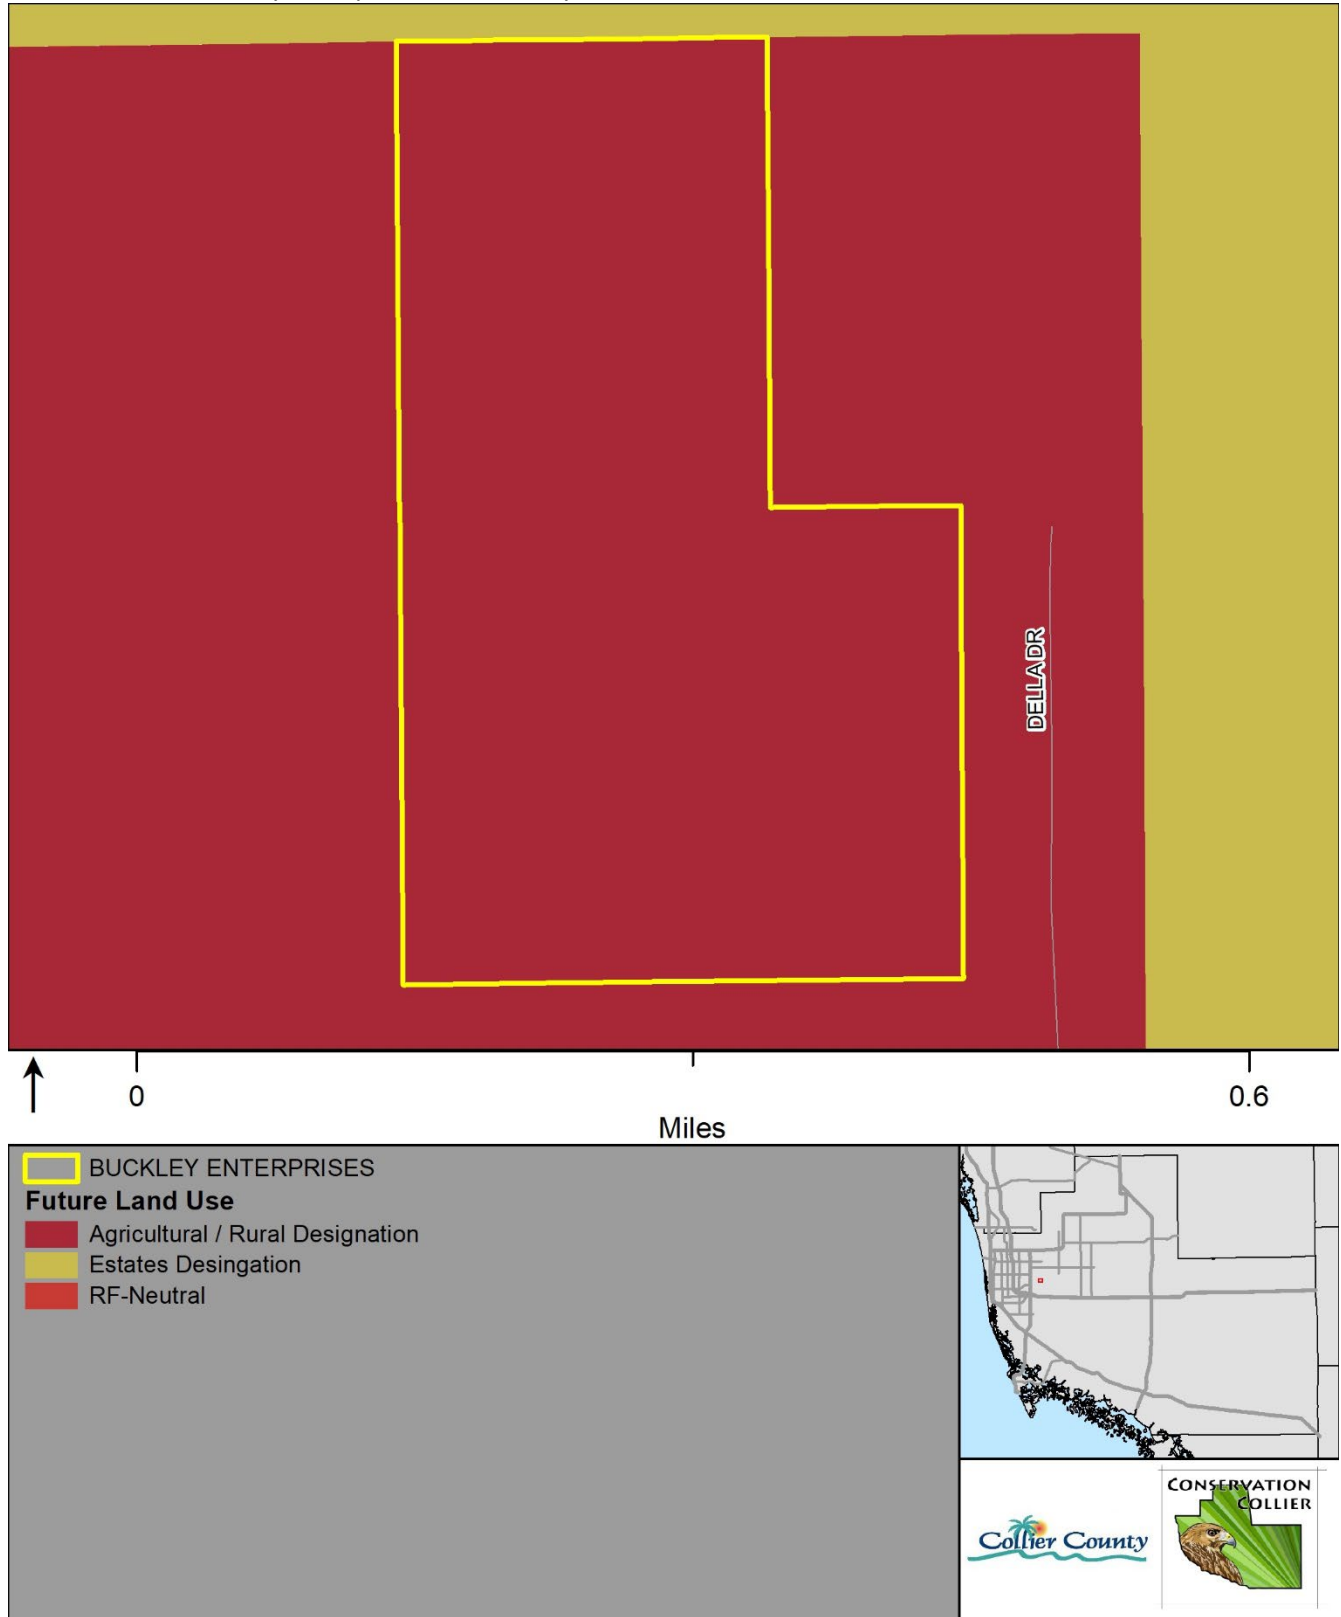 DELLA DR
0
0.6
Miles
BUCKLEY ENTERPRISES
Future Land Use
Agricultural / Rural Designation
Estates Desingation
RF-Neutral
CONSERVATION
COLLIER
Collier County